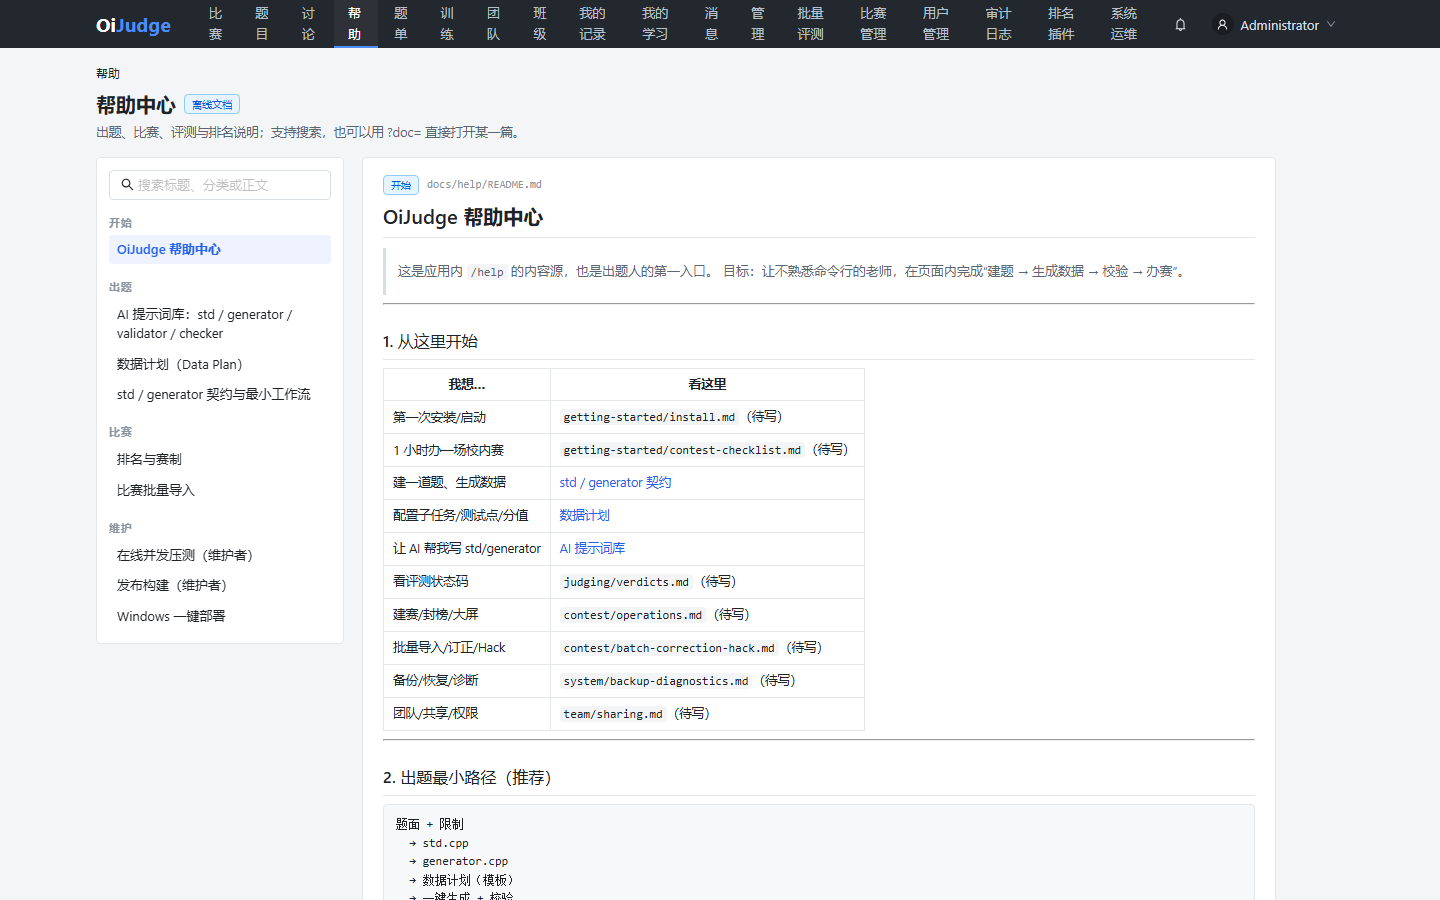 OiJudge
比赛
题目
讨论
帮助
题单
训练
团队
班级
我的记录
我的学习
消息
管理
批量评测
比赛管理
用户管理
审计日志
排名插件
系统运维
Administrator
帮助
帮助中心 离线文档
出题、比赛、评测与排名说明；支持搜索，也可以用 ?doc= 直接打开某一篇。
搜索标题、分类或正文
开始
OiJudge 帮助中心
出题
AI 提示词库：std / generator /
validator / checker
数据计划（Data Plan）
std / generator 契约与最小工作流
比赛
排名与赛制
比赛批量导入
维护
在线并发压测（维护者）
发布构建（维护者）
Windows 一键部署
开始 docs/help/README.md
OiJudge 帮助中心
这是应用内 /help 的内容源，也是出题人的第一入口。 目标：让不熟悉命令行的老师，在页面内完成“建题 → 生成数据 → 校验 → 办赛”。
1. 从这里开始
我想… 看这里
第一次安装/启动 getting-started/install.md （待写）
1 小时办一场校内赛 getting-started/contest-checklist.md （待写）
建一道题、生成数据 std / generator 契约
配置子任务/测试点/分值 数据计划
让 AI 帮我写 std/generator AI 提示词库
看评测状态码 judging/verdicts.md （待写）
建赛/封榜/大屏 contest/operations.md （待写）
批量导入/订正/Hack contest/batch-correction-hack.md （待写）
备份/恢复/诊断 system/backup-diagnostics.md （待写）
团队/共享/权限 team/sharing.md （待写）
2. 出题最小路径（推荐）
题面 + 限制
→ std.cpp
→ generator.cpp
→ 数据计划（模板）
→ 一键生成 + 校验